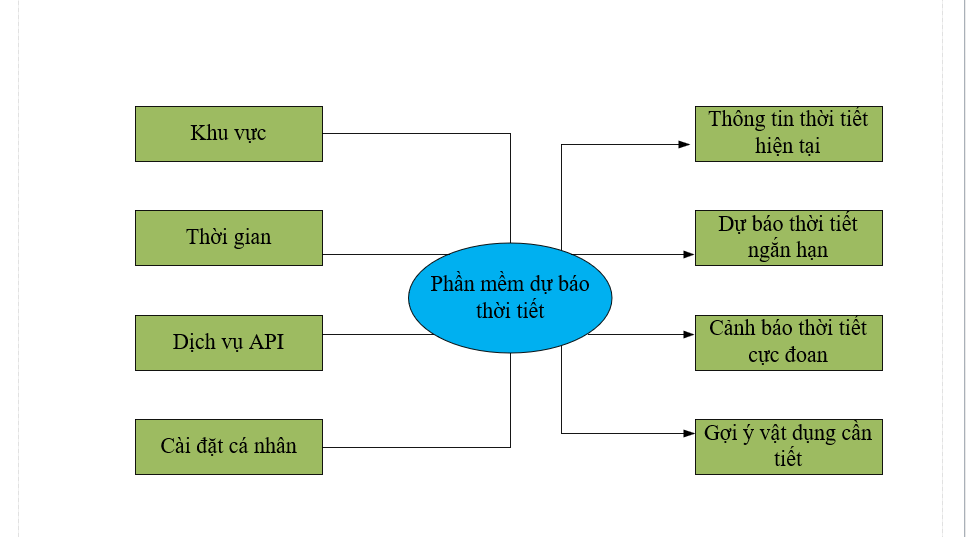 Khu vực
Thời gian
Dịch vụ API
Cài đặt cá nhân
Phần mềm dự báo
thời tiết
Thông tin thời tiết
hiện tại
Dự báo thời tiết
ngắn hạn
Cảnh báo thời tiết
cực đoan
Gợi ý vật dụng cần
tiết